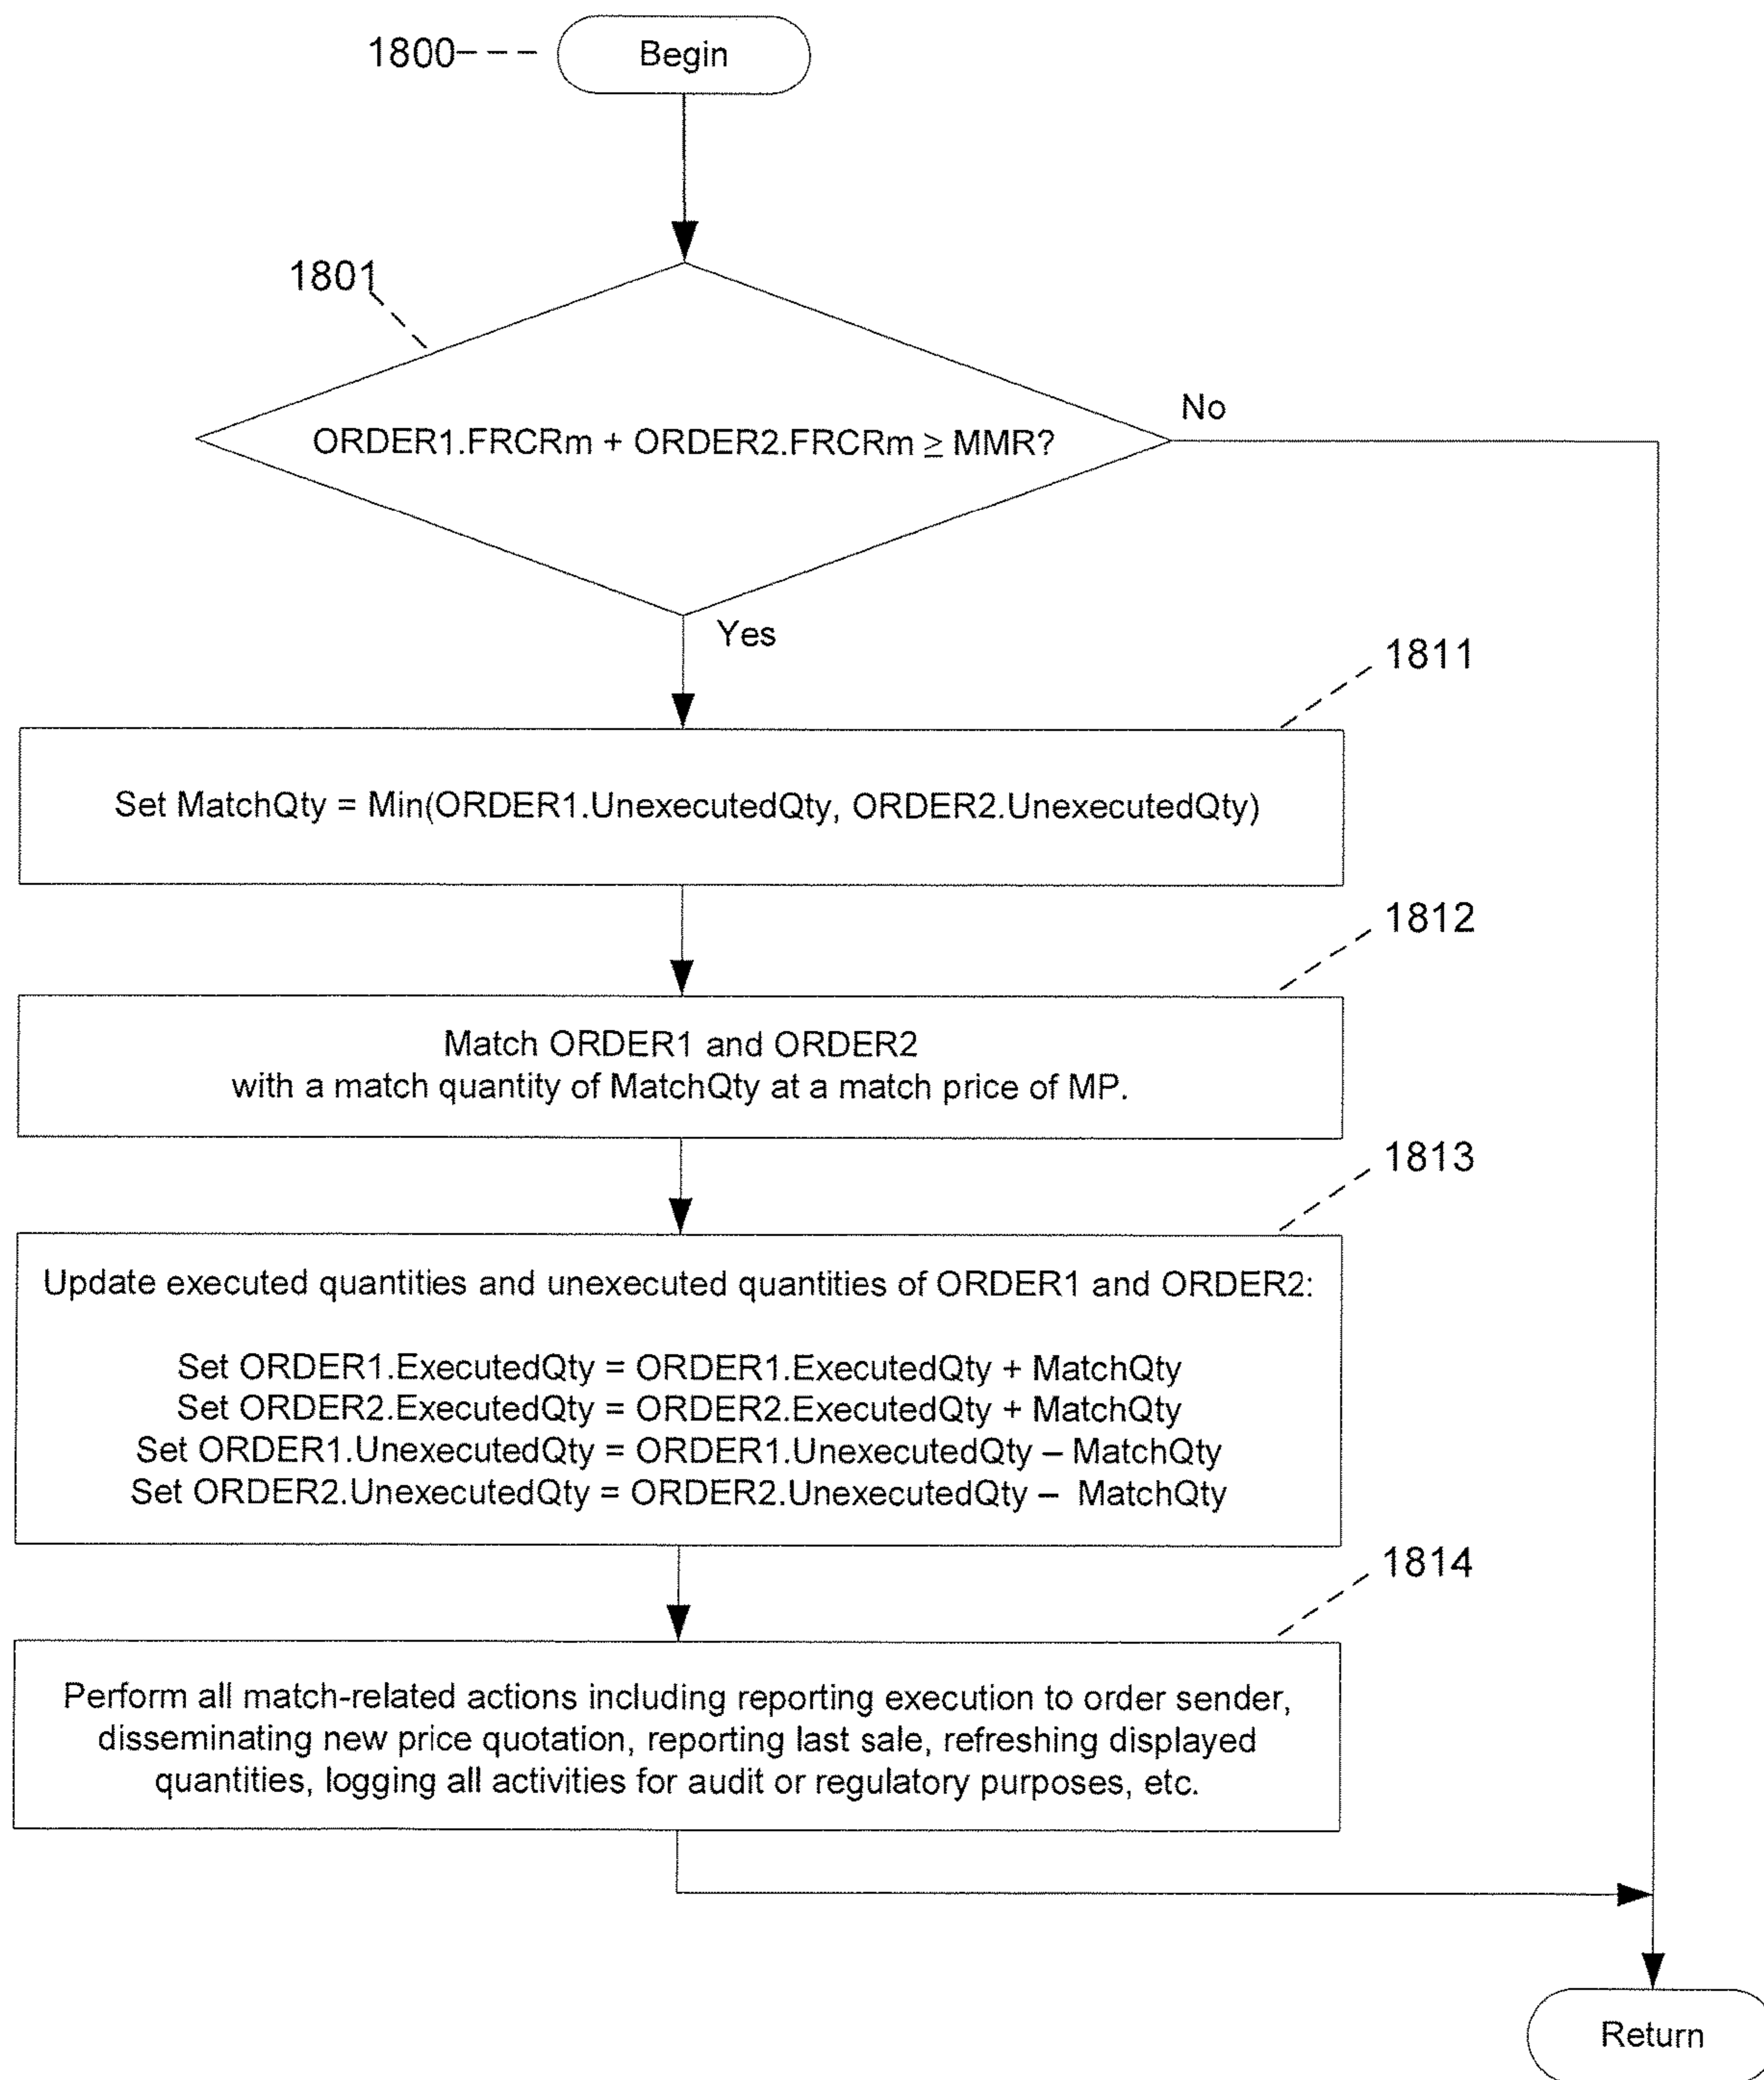 1800
Begin
1801
No
ORDER1.FRCRm + ORDER2.FRCRm ≥ MMR?
Yes
1811
Set MatchQty = Min(ORDER1.UnexecutedQty, ORDER2.UnexecutedQty)
1812
Match ORDER1 and ORDER2
with a match quantity of MatchQty at a match price of MP.
1813
Update executed quantities and unexecuted quantities of ORDER1 and ORDER2:
Set ORDER1.ExecutedQty = ORDER1.ExecutedQty + MatchQty
Set ORDER2.ExecutedQty = ORDER2.ExecutedQty + MatchQty
Set ORDER1.UnexecutedQty = ORDER1.UnexecutedQty – MatchQty
Set ORDER2.UnexecutedQty = ORDER2.UnexecutedQty – MatchQty
1814
Perform all match-related actions including reporting execution to order sender,
disseminating new price quotation, reporting last sale, refreshing displayed
quantities, logging all activities for audit or regulatory purposes, etc.
Return